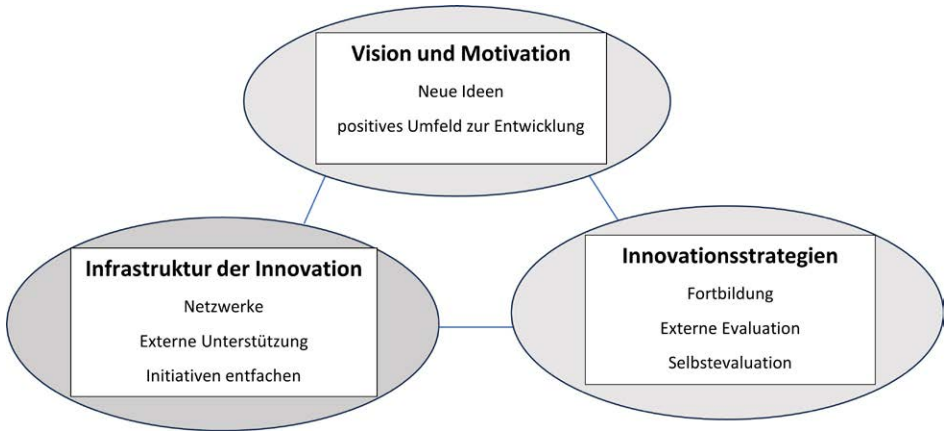 Vision und Motivation
Neue Ideen
positives Umfeld zur Entwicklung
Infrastruktur der Innovation
Netzwerke
Externe Unterstützung
Initiativen entfachen
Innovationsstrategien
Fortbildung
Externe Evaluation
Selbstevaluation